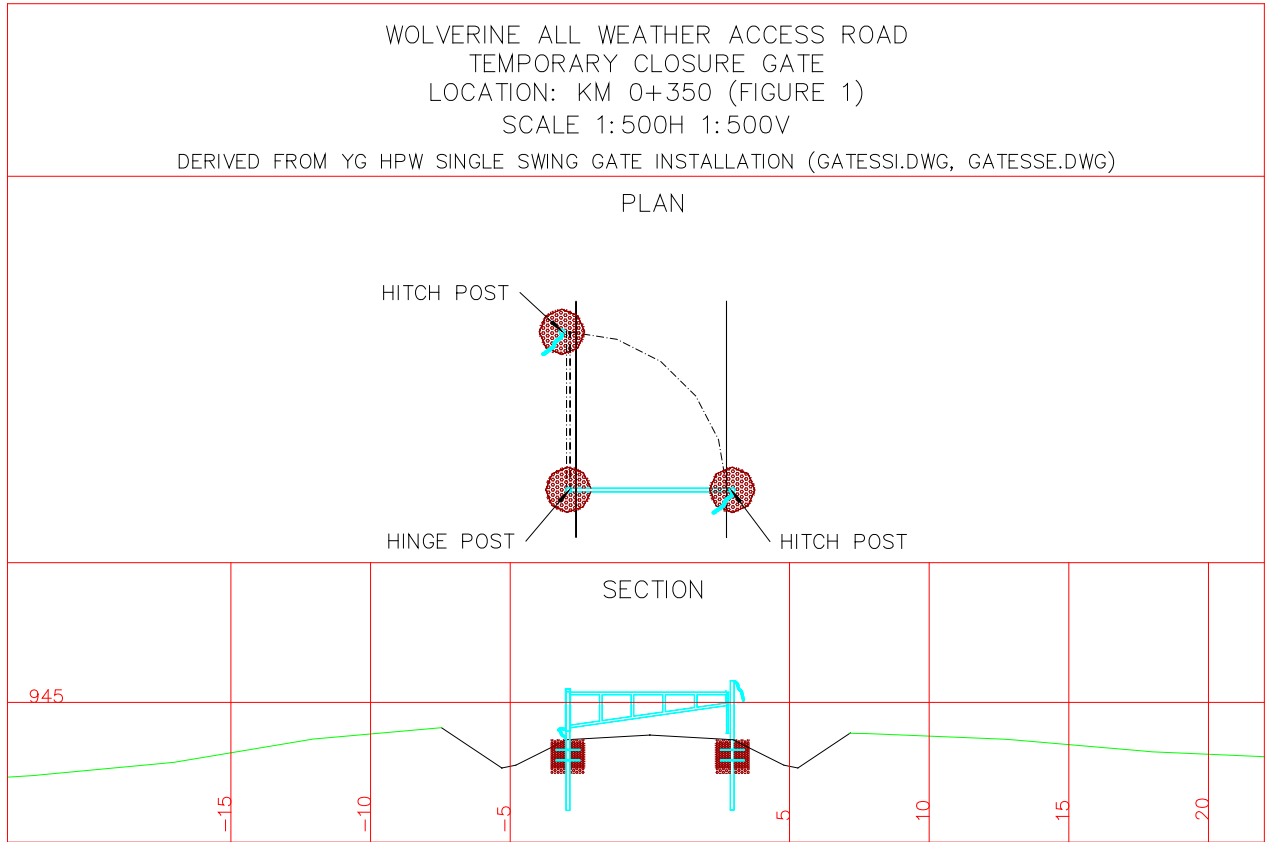 WOLVERINE ALL WEATHER ACCESS ROAD
TEMPORARY CLOSURE GATE
LOCATION: KM 0+350 (FIGURE 1)
SCALE 1:500H 1:500V
DERIVED FROM YG HPW SINGLE SWING GATE INSTALLATION (GATESSI.DWG, GATESSE.DWG)
PLAN
HITCH POST
HINGE POST
HITCH POST
SECTION
945
-15
-10
-5
5
10
15
20